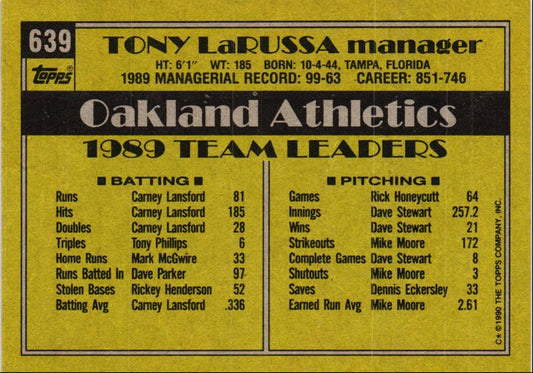 639
Topps®
TONY LaRUSSA manager
HT: 6'1" WT: 185 BORN: 10-4-44, TAMPA, FLORIDA
1989 MANAGERIAL RECORD: 99-63 CAREER: 851-746
Oakland Athletics
1989 TEAM LEADERS
■ BATTING ■
Runs Carney Lansford 81
Hits Carney Lansford 185
Doubles Carney Lansford 28
Triples Tony Phillips 6
Home Runs Mark McGwire 33
Runs Batted In Dave Parker 97
Stolen Bases Rickey Henderson 52
Batting Avg Carney Lansford .336
■ PITCHING ■
Games Rick Honeycutt 64
Innings Dave Stewart 257.2
Wins Dave Stewart 21
Strikeouts Mike Moore 172
Complete Games Dave Stewart 8
Shutouts Mike Moore 3
Saves Dennis Eckersley 33
Earned Run Avg Mike Moore 2.61
C* © 1990 THE TOPPS COMPANY, INC.